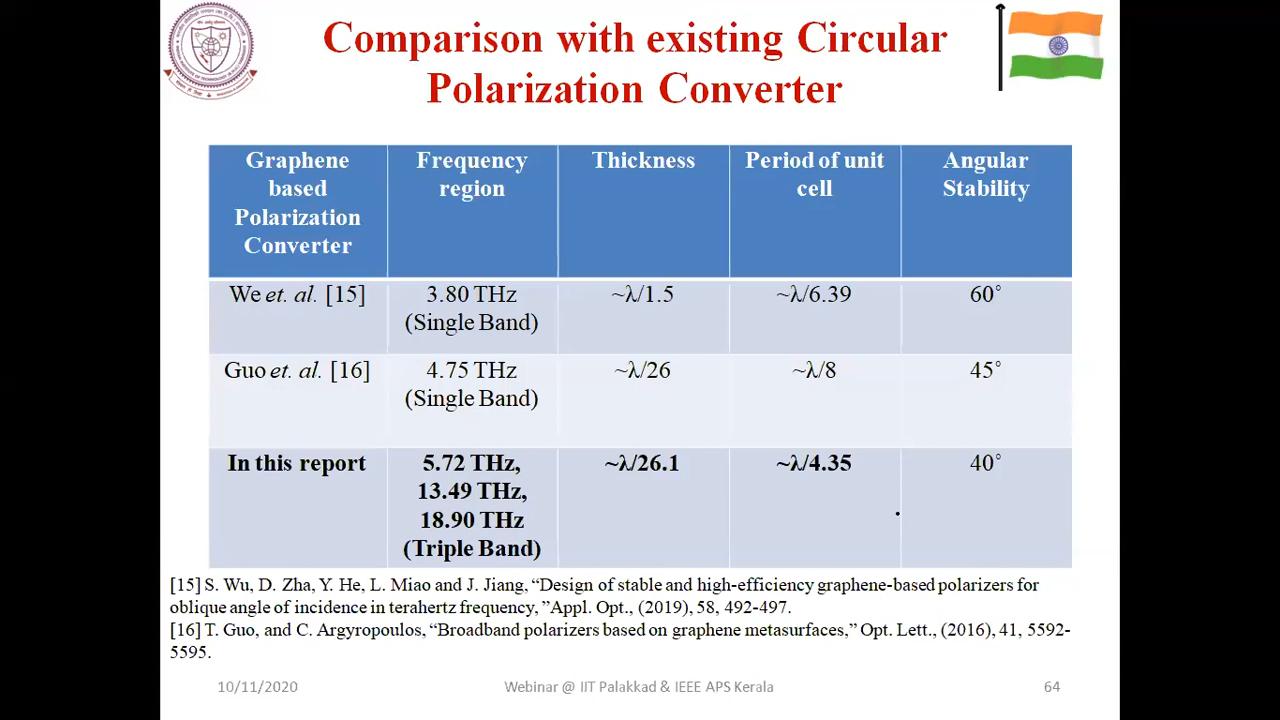 Comparison with existing Circular
Polarization Converter
Graphene based Polarization Converter | Frequency region | Thickness | Period of unit cell | Angular Stability
We et. al. [15] | 3.80 THz (Single Band) | ~λ/1.5 | ~λ/6.39 | 60°
Guo et. al. [16] | 4.75 THz (Single Band) | ~λ/26 | ~λ/8 | 45°
In this report | 5.72 THz, 13.49 THz, 18.90 THz (Triple Band) | ~λ/26.1 | ~λ/4.35 | 40°
[15] S. Wu, D. Zha, Y. He, L. Miao and J. Jiang, “Design of stable and high-efficiency graphene-based polarizers for
oblique angle of incidence in terahertz frequency, ”Appl. Opt., (2019), 58, 492-497.
[16] T. Guo, and C. Argyropoulos, “Broadband polarizers based on graphene metasurfaces,” Opt. Lett., (2016), 41, 5592-
5595.
10/11/2020
Webinar @ IIT Palakkad & IEEE APS Kerala
64